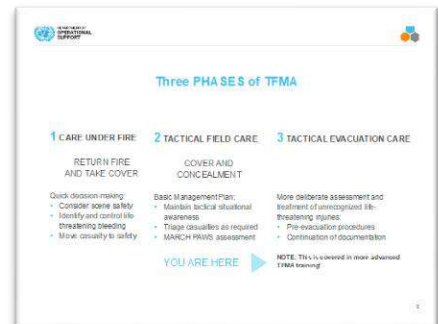 DEPARTMENT OF
OPERATIONAL
SUPPORT
Three PHASES of TFMA
1 CARE UNDER FIRE
RETURN FIRE
AND TAKE COVER
Quick decision-making:
• Consider scene safety
• Identify and control life
threatening bleeding
• Move casualty to safety
2 TACTICAL FIELD CARE
COVER AND
CONCEALMENT
Basic Management Plan:
• Maintain tactical situational
awareness
• Triage casualties as required
• MARCH PAWS assessment
YOU ARE HERE
3 TACTICAL EVACUATION CARE
More deliberate assessment and
treatment of unrecognized life-
threatening injuries:
• Pre-evacuation procedures
• Continuation of documentation
NOTE: This is covered in more advanced
TFMA training!